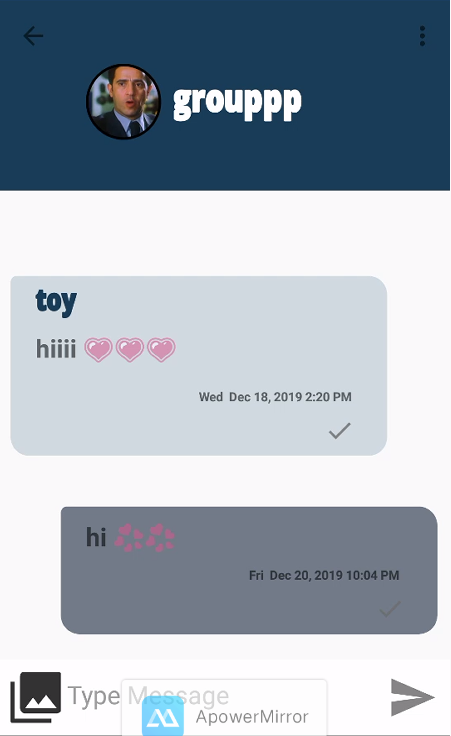 grouppp
toy
hiiii 💗💗💗
Wed Dec 18, 2019 2:20 PM
hi 💞💞
Fri Dec 20, 2019 10:04 PM
Type Message
ApowerMirror